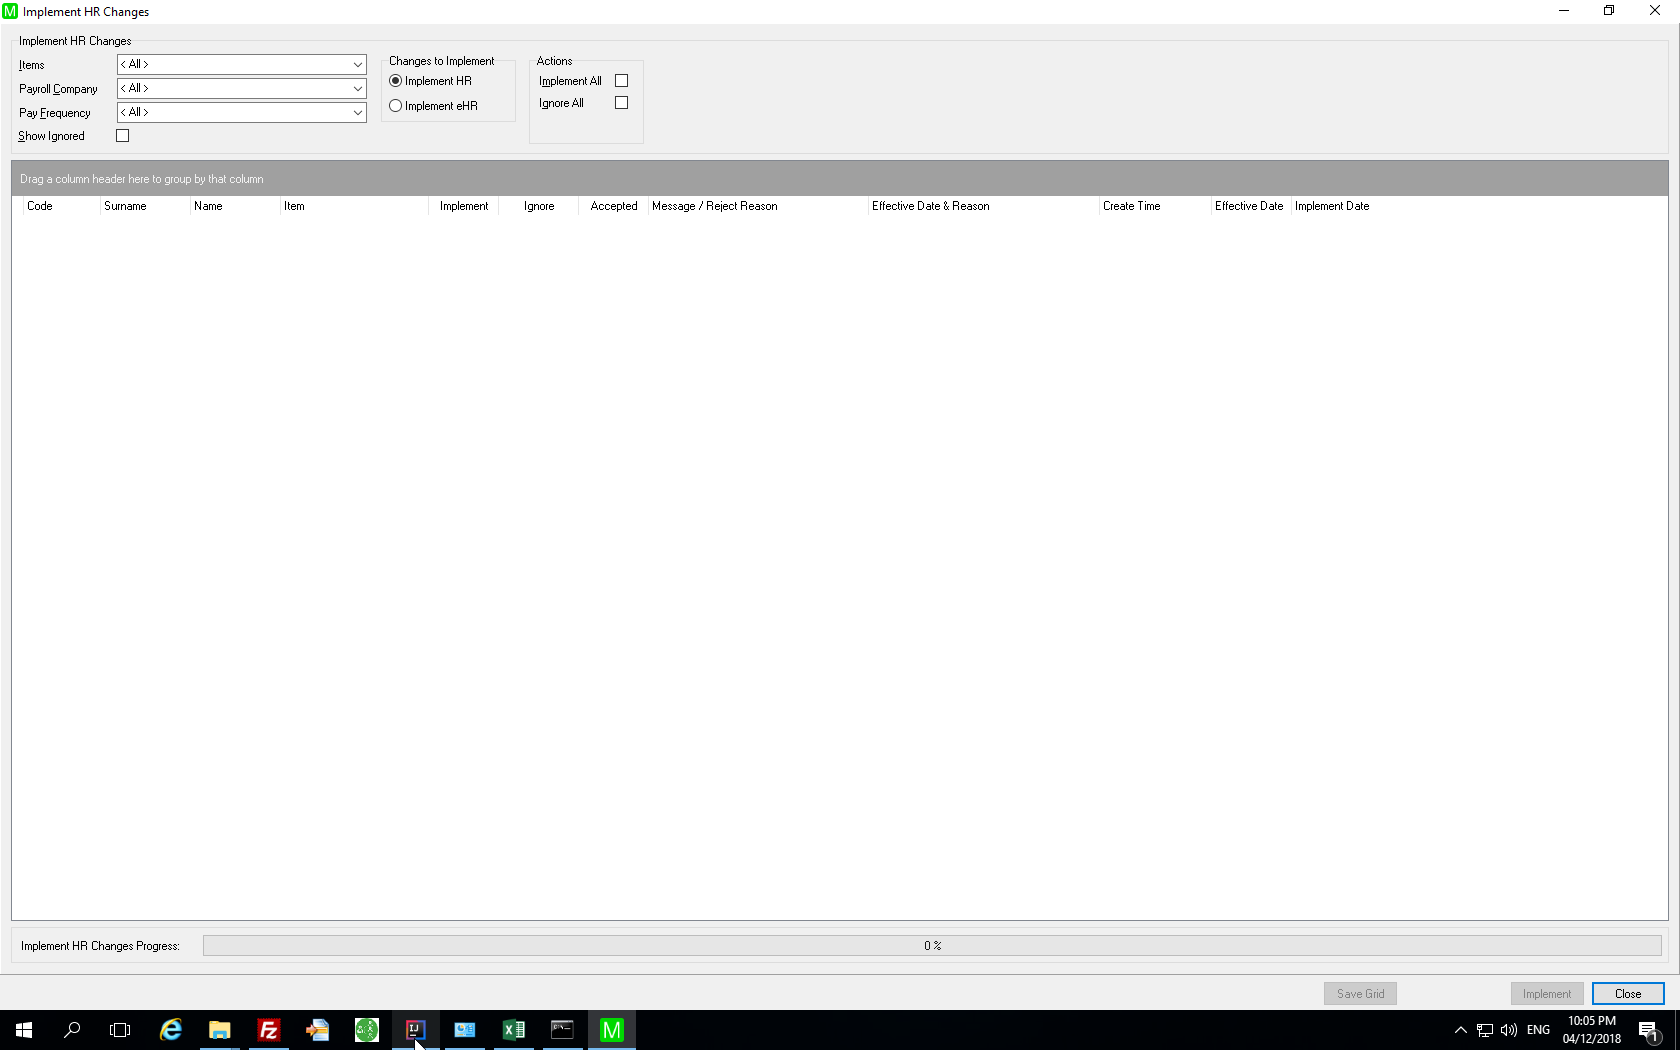 M Implement HR Changes
Implement HR Changes
Items < All >
Payroll Company < All >
Pay Frequency < All >
Show Ignored
Changes to Implement
Implement HR
Implement eHR
Actions
Implement All
Ignore All
Drag a column header here to group by that column
Code Surname Name Item Implement Ignore Accepted Message / Reject Reason Effective Date & Reason Create Time Effective Date Implement Date
Implement HR Changes Progress: 0 %
Save Grid Implement Close
ENG
10:05 PM
04/12/2018
1
Fz
IJ
C:\
M